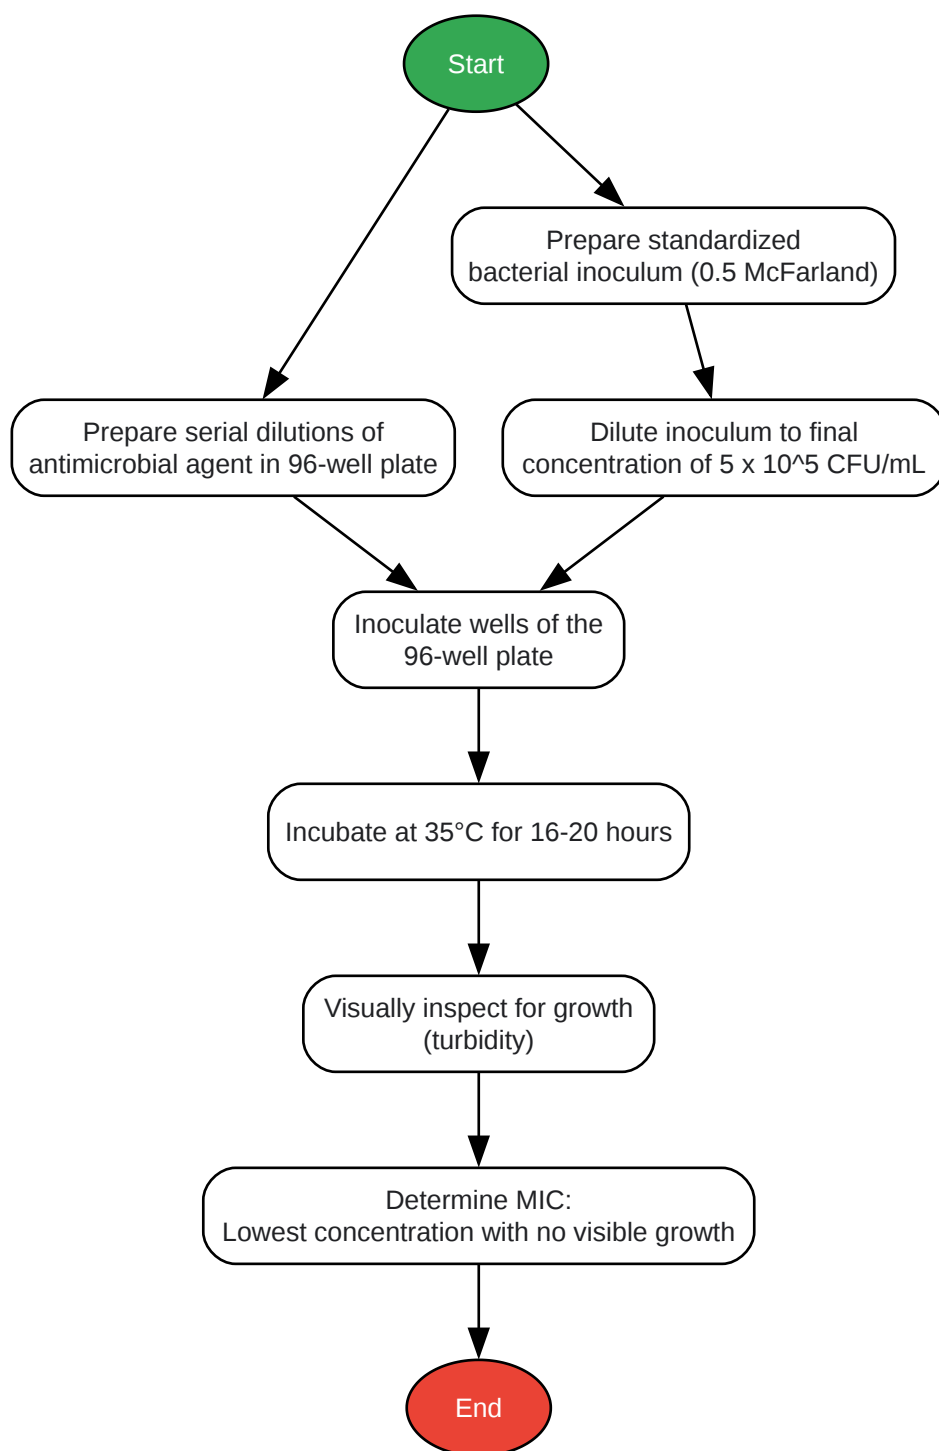 Start
Prepare standardized
bacterial inoculum (0.5 McFarland)
Prepare serial dilutions of
antimicrobial agent in 96-well plate
Dilute inoculum to final
concentration of 5 x 10^5 CFU/mL
Inoculate wells of the
96-well plate
Incubate at 35°C for 16-20 hours
Visually inspect for growth
(turbidity)
Determine MIC:
Lowest concentration with no visible growth
End